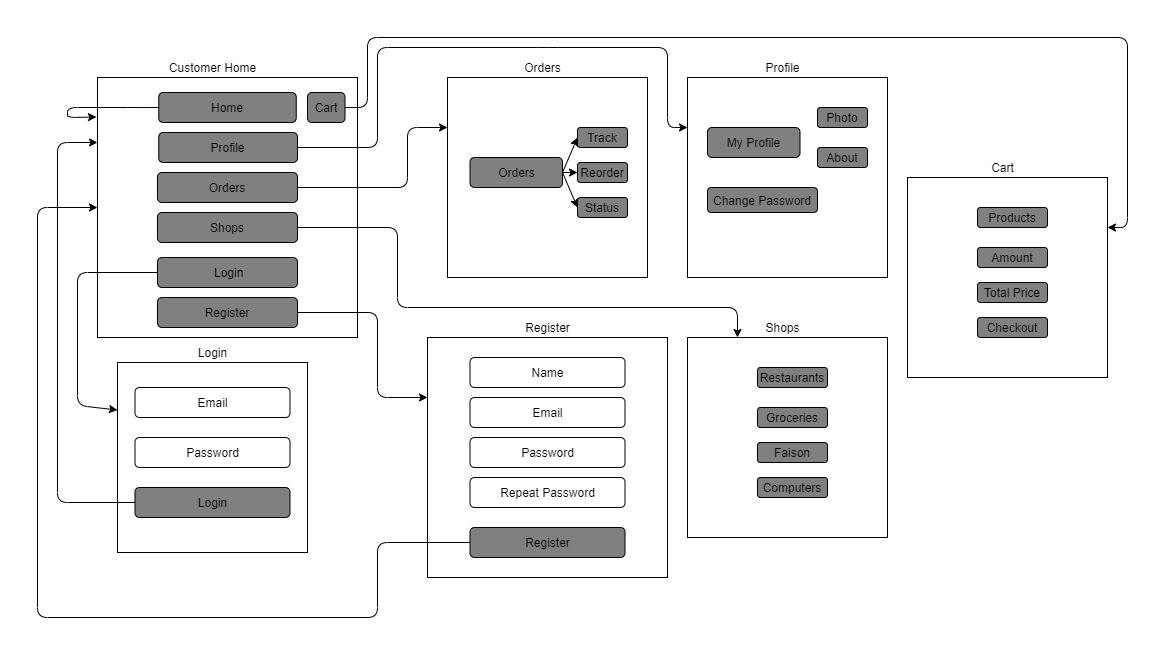 Customer Home
Home
Cart
Profile
Orders
Shops
Login
Register
Orders
Orders
Track
Reorder
Status
Profile
My Profile
Photo
About
Change Password
Cart
Products
Amount
Total Price
Checkout
Login
Email
Password
Login
Register
Name
Email
Password
Repeat Password
Register
Shops
Restaurants
Groceries
Faison
Computers